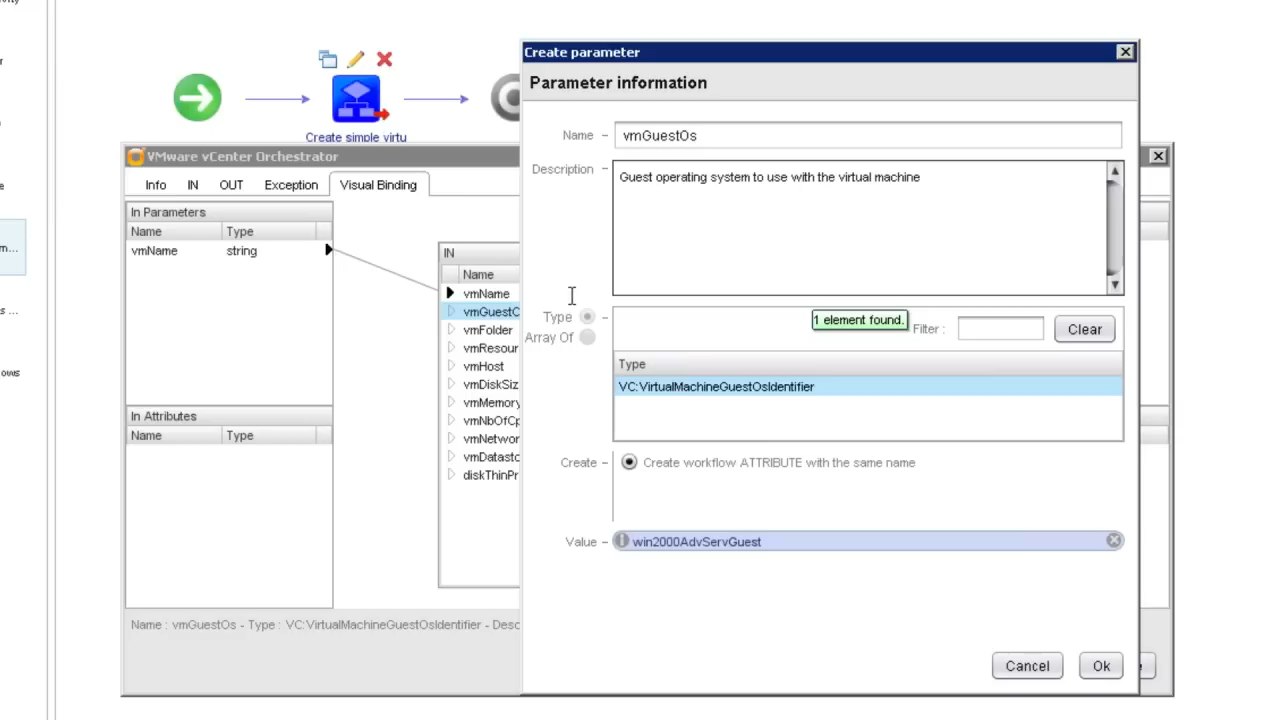 Create simple virtu
VMware vCenter Orchestrator
Info IN OUT Exception Visual Binding
In Parameters
Name Type
vmName string
In Attributes
Name Type
IN
Name
vmName
vmGuestO
vmFolder
vmResour
vmHost
vmDiskSiz
vmMemory
vmNbOfCp
vmNetwor
vmDatasto
diskThinPr
Name : vmGuestOs - Type : VC:VirtualMachineGuestOsIdentifier - Desc
Create parameter
Parameter information
Name vmGuestOs
Description Guest operating system to use with the virtual machine
Type
Array Of
1 element found.
Filter :
Clear
Type
VC:VirtualMachineGuestOsIdentifier
Create Create workflow ATTRIBUTE with the same name
Value win2000AdvServGuest
Cancel Ok
m...
s ...
ows